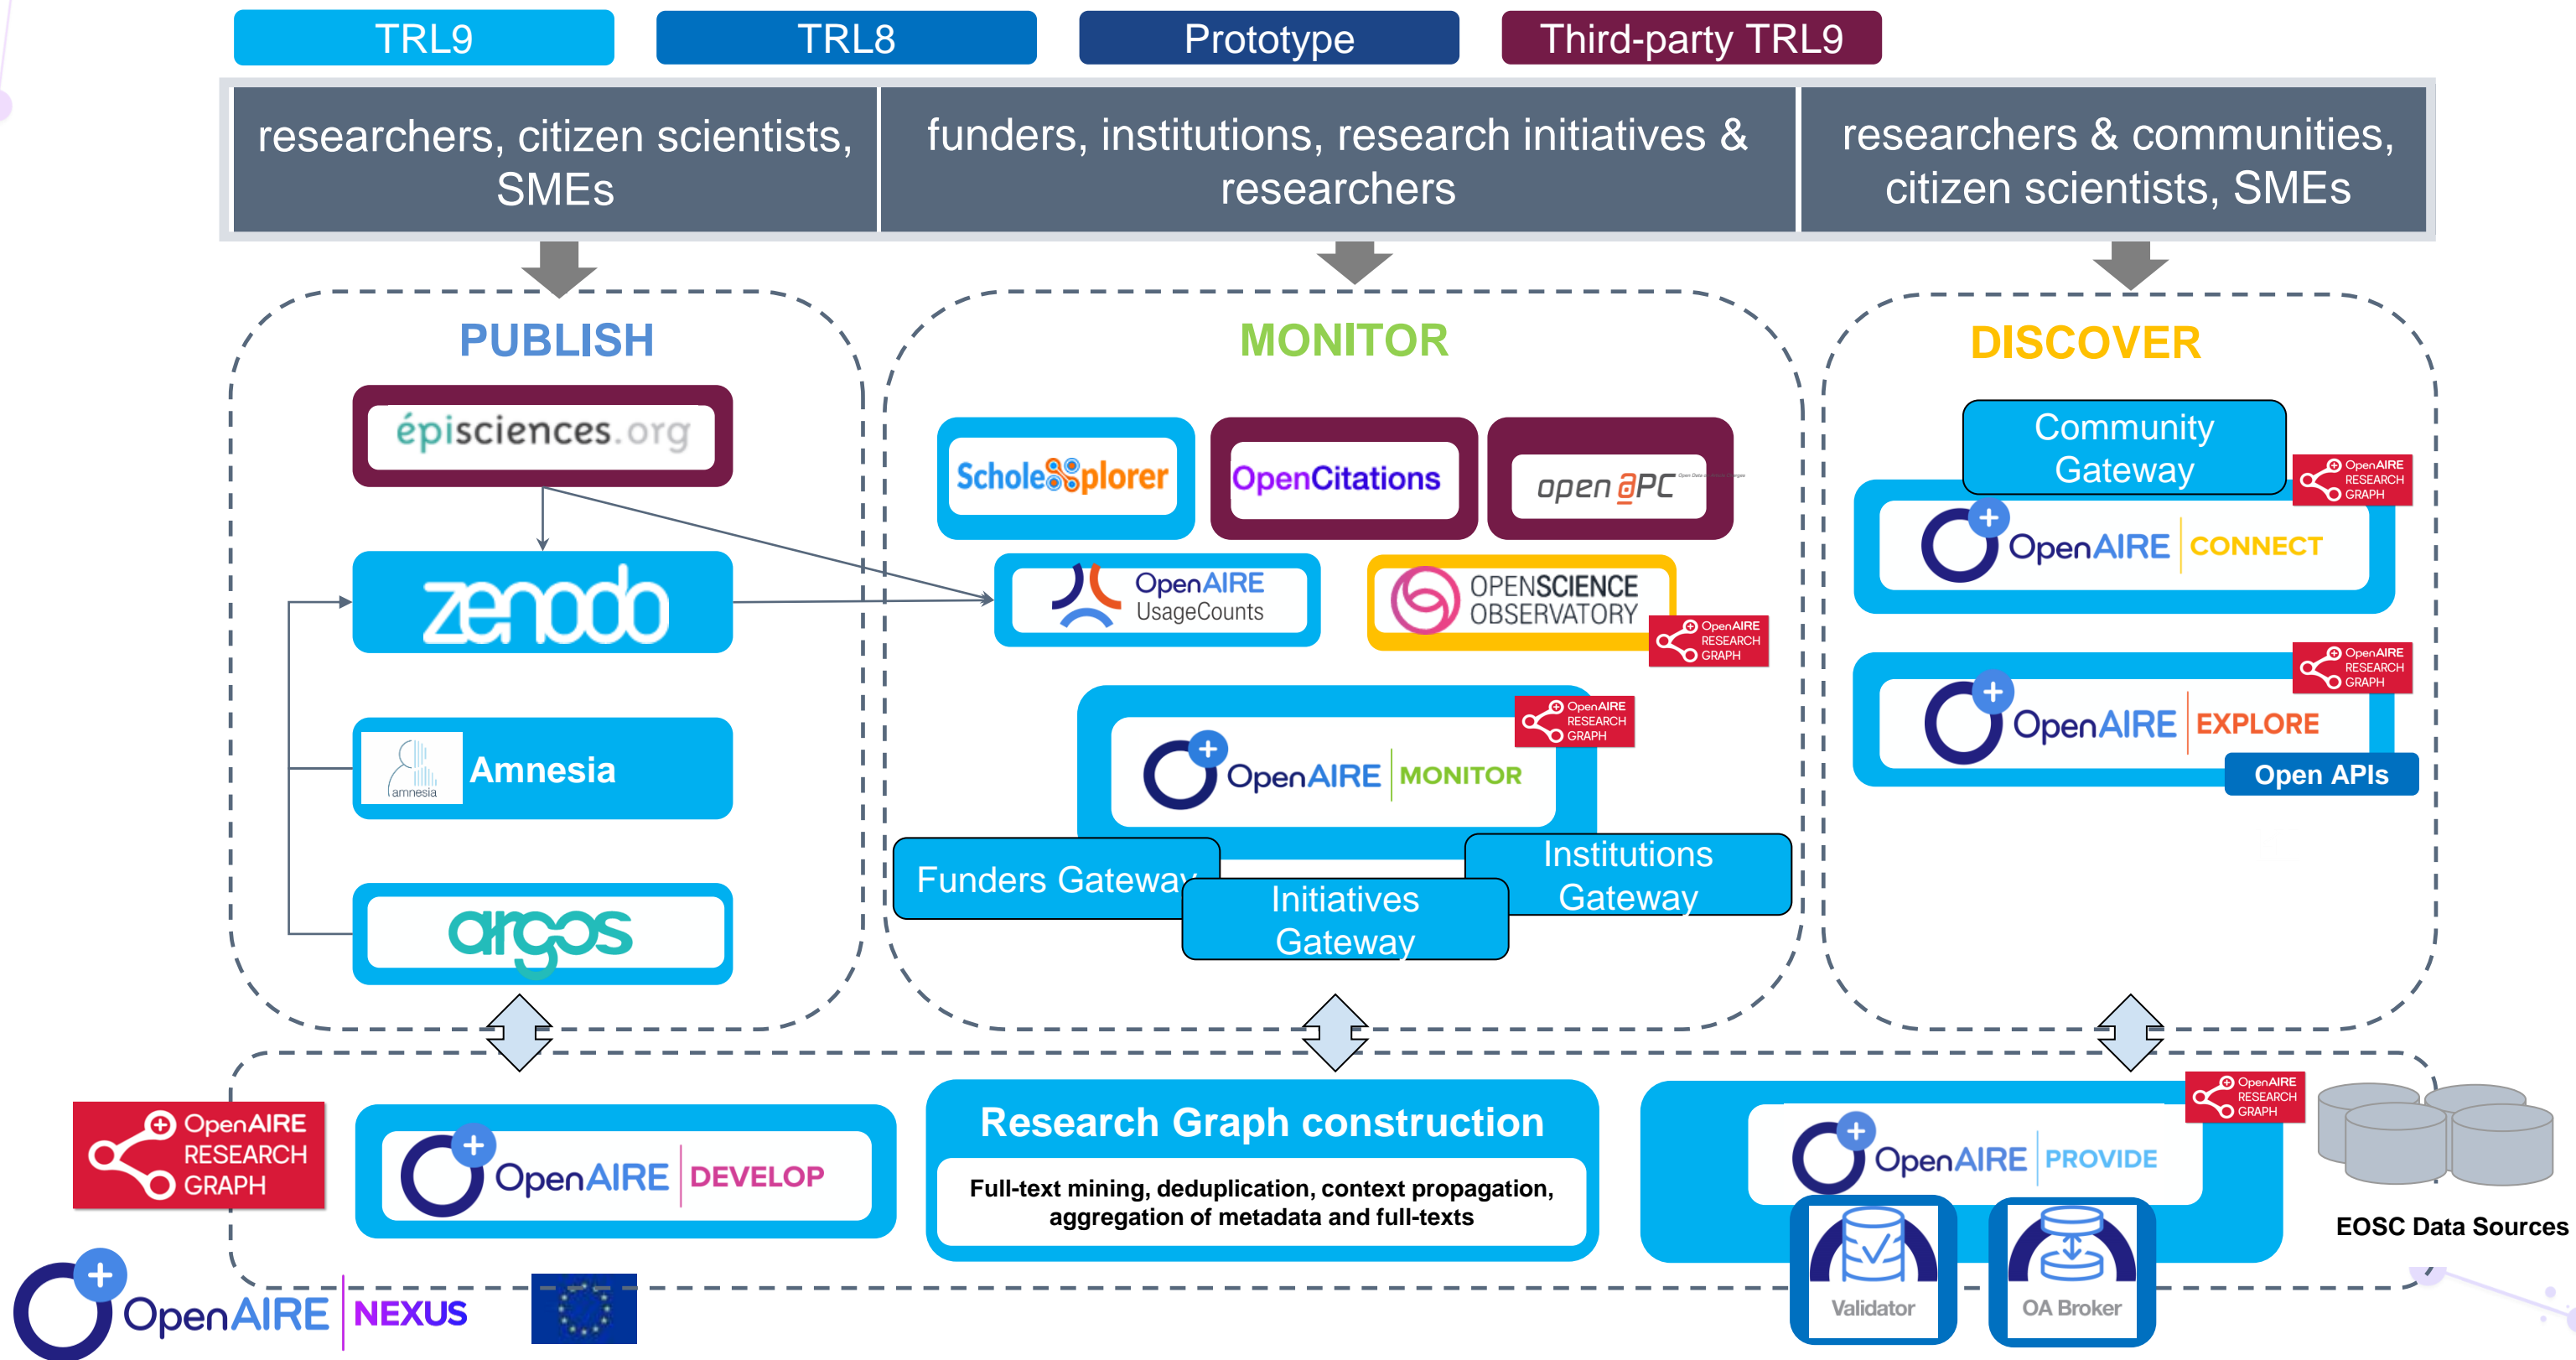 TRL9
TRL8
Prototype
Third-party TRL9
researchers, citizen scientists,
SMEs
funders, institutions, research initiatives &
researchers
researchers & communities,
citizen scientists, SMEs
PUBLISH
épisciences.org
zenodo
amnesia
Amnesia
argos
MONITOR
ScholeXplorer
OpenCitations
open aPC
OpenAIRE
UsageCounts
OPENSCIENCE
OBSERVATORY
OpenAIRE
RESEARCH
GRAPH
OpenAIRE
RESEARCH
GRAPH
OpenAIRE MONITOR
Funders Gateway
Initiatives
Gateway
Institutions
Gateway
DISCOVER
Community
Gateway
OpenAIRE
RESEARCH
GRAPH
OpenAIRE CONNECT
OpenAIRE
RESEARCH
GRAPH
OpenAIRE EXPLORE
Open APIs
OpenAIRE
RESEARCH
GRAPH
OpenAIRE DEVELOP
Research Graph construction
Full-text mining, deduplication, context propagation,
aggregation of metadata and full-texts
OpenAIRE
RESEARCH
GRAPH
OpenAIRE PROVIDE
Validator
OA Broker
EOSC Data Sources
OpenAIRE NEXUS